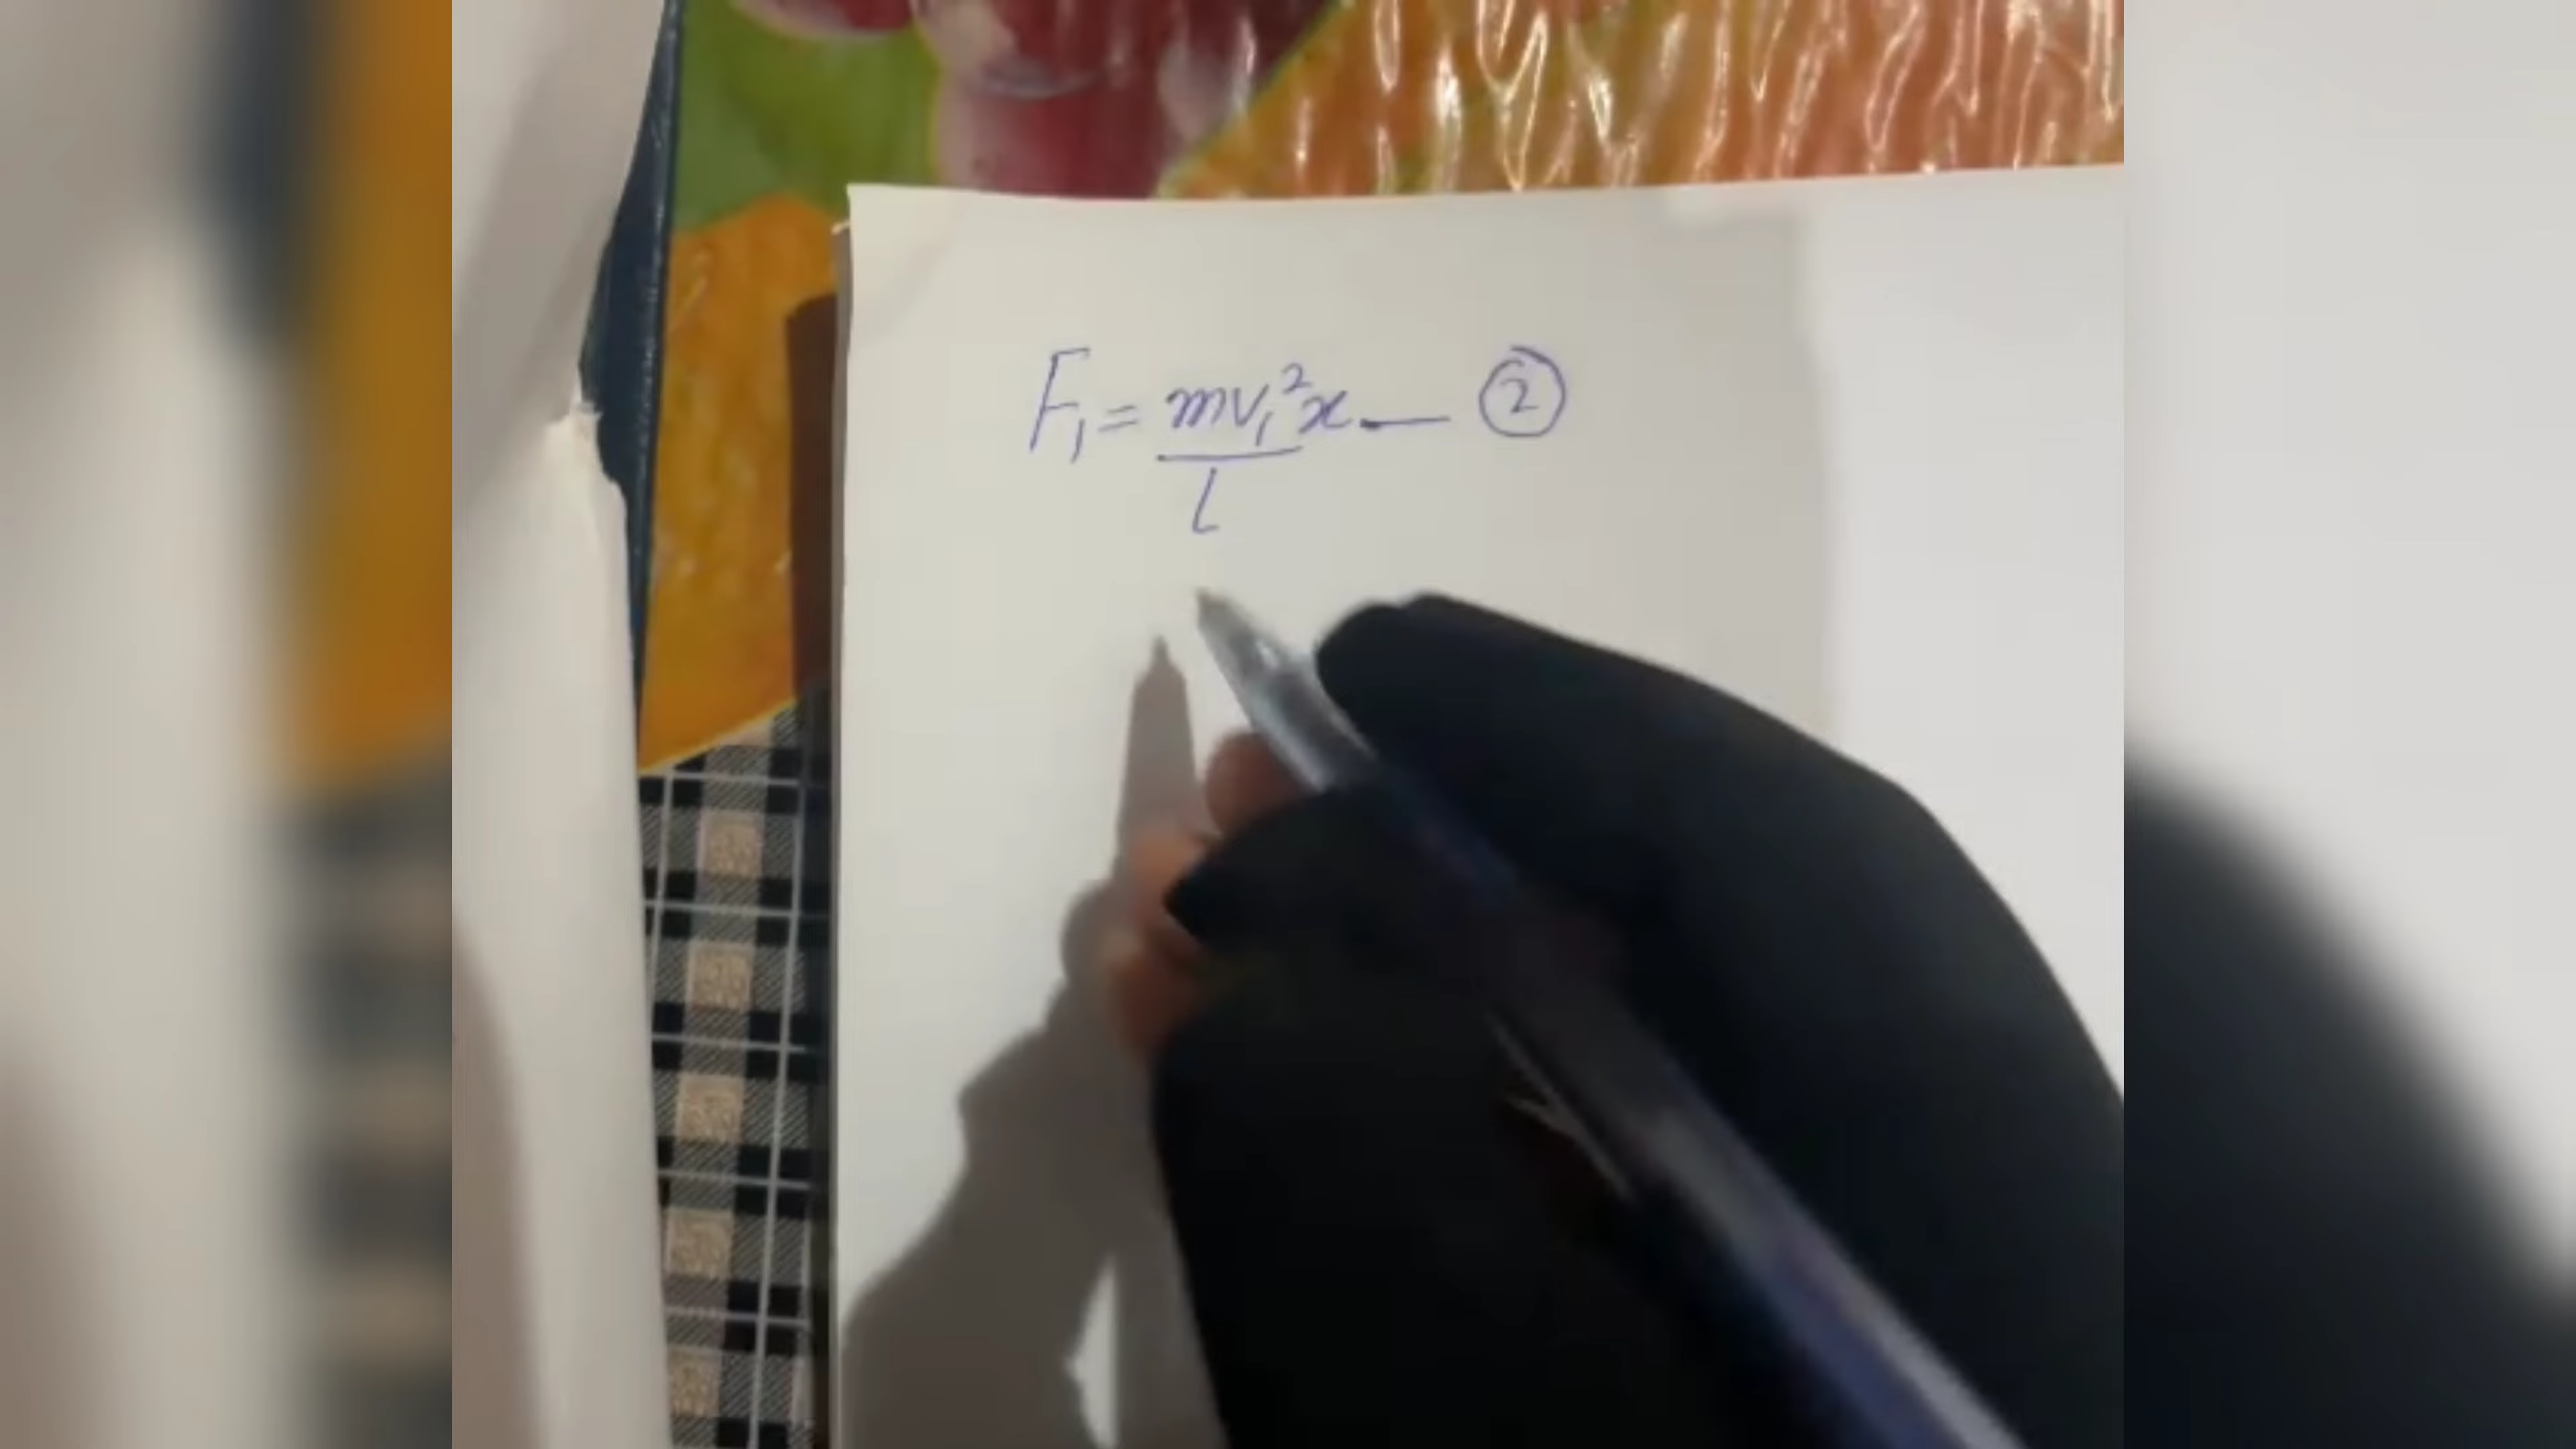 F₁ = mv₁²x — ②
l